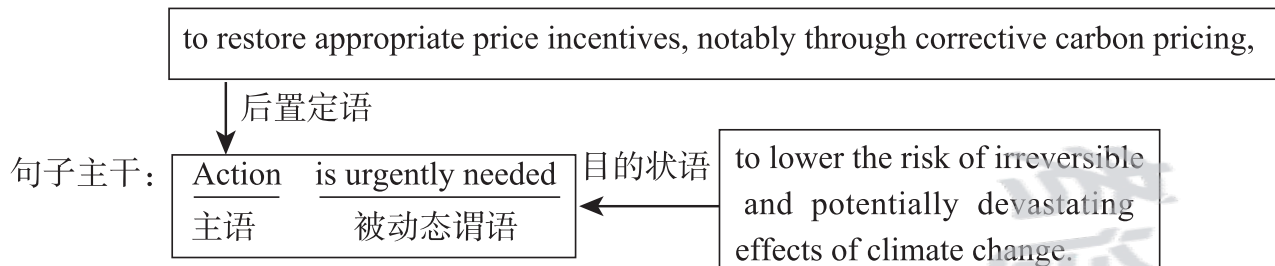 to restore appropriate price incentives, notably through corrective carbon pricing,
后置定语
句子主干：
Action is urgently needed
主语 被动态谓语
目的状语
to lower the risk of irreversible
and potentially devastating
effects of climate change.